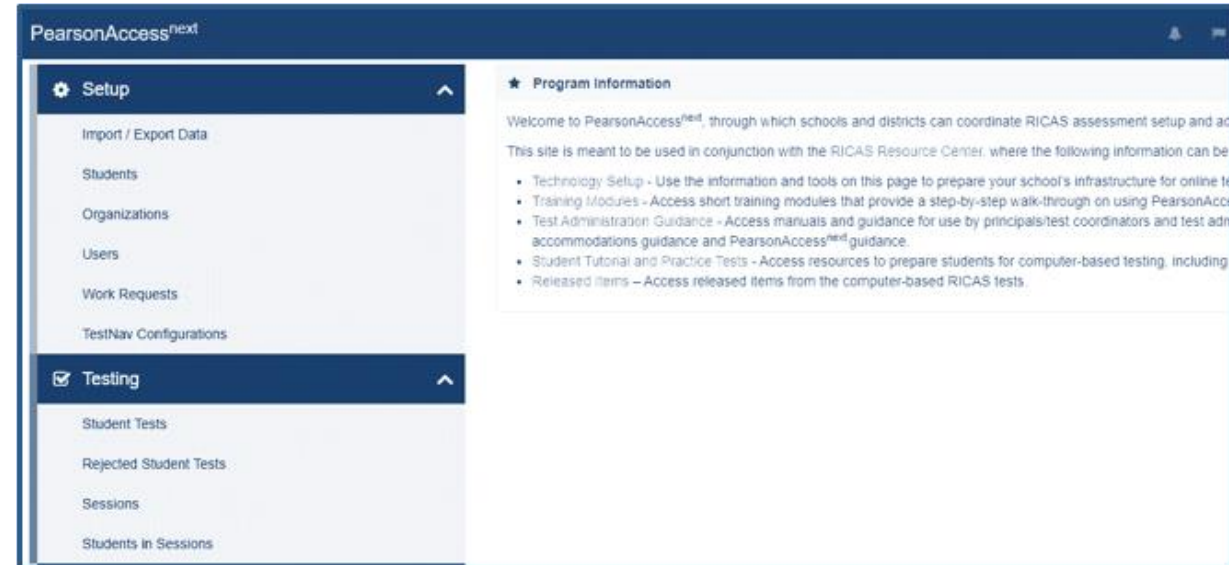 PearsonAccessnext
Setup
Import / Export Data
Students
Organizations
Users
Work Requests
TestNav Configurations
Testing
Student Tests
Rejected Student Tests
Sessions
Students in Sessions
Program Information
Welcome to PearsonAccessnext, through which schools and districts can coordinate RICAS assessment setup and
This site is meant to be used in conjunction with the RICAS Resource Center, where the following information can be
• Technology Setup - Use the information and tools on this page to prepare your school's infrastructure for online
• Training Modules - Access short training modules that provide a step-by-step walk-through on using
• Test Administration Guidance - Access manuals and guidance for use by principals/test coordinators and test
accommodations guidance and PearsonAccessnext guidance.
• Student Tutorial and Practice Tests - Access resources to prepare students for computer-based testing, including
• Released Items – Access released items from the computer-based RICAS tests.